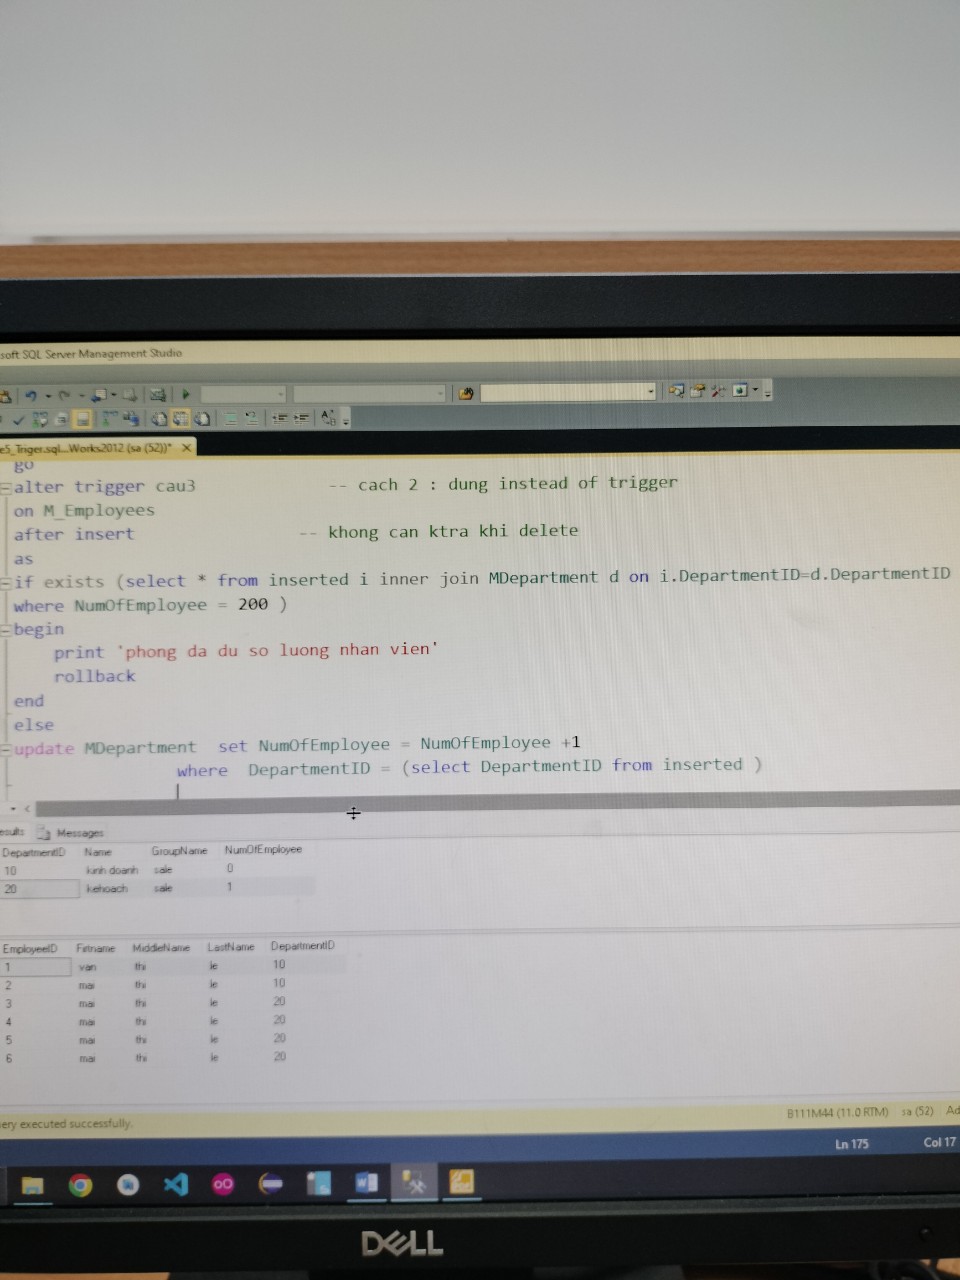 soft SQL Server Management Studio
e5_Triger.sql...Works2012 (sa (52))* ×
go
alter trigger cau3 -- cach 2 : dung instead of trigger
on M_Employees
after insert -- khong can ktra khi delete
as
if exists (select * from inserted i inner join MDepartment d on i.DepartmentID=d.DepartmentID
where NumOfEmployee = 200 )
begin
print 'phong da du so luong nhan vien'
rollback
end
else
update MDepartment set NumOfEmployee = NumOfEmployee +1
where DepartmentID = (select DepartmentID from inserted )
esults Messages
DepartmentID Name GroupName NumOfEmployee
10 kinh doanh sale 0
20 kehoach sale 1
EmployeeID Firtname MiddleName LastName DepartmentID
1 van thi le 10
2 mai thi le 10
3 mai thi le 20
4 mai thi le 20
5 mai thi le 20
6 mai thi le 20
ery executed successfully. B111M44 (11.0 RTM) sa (52) Ad
Ln 175 Col 17
DELL